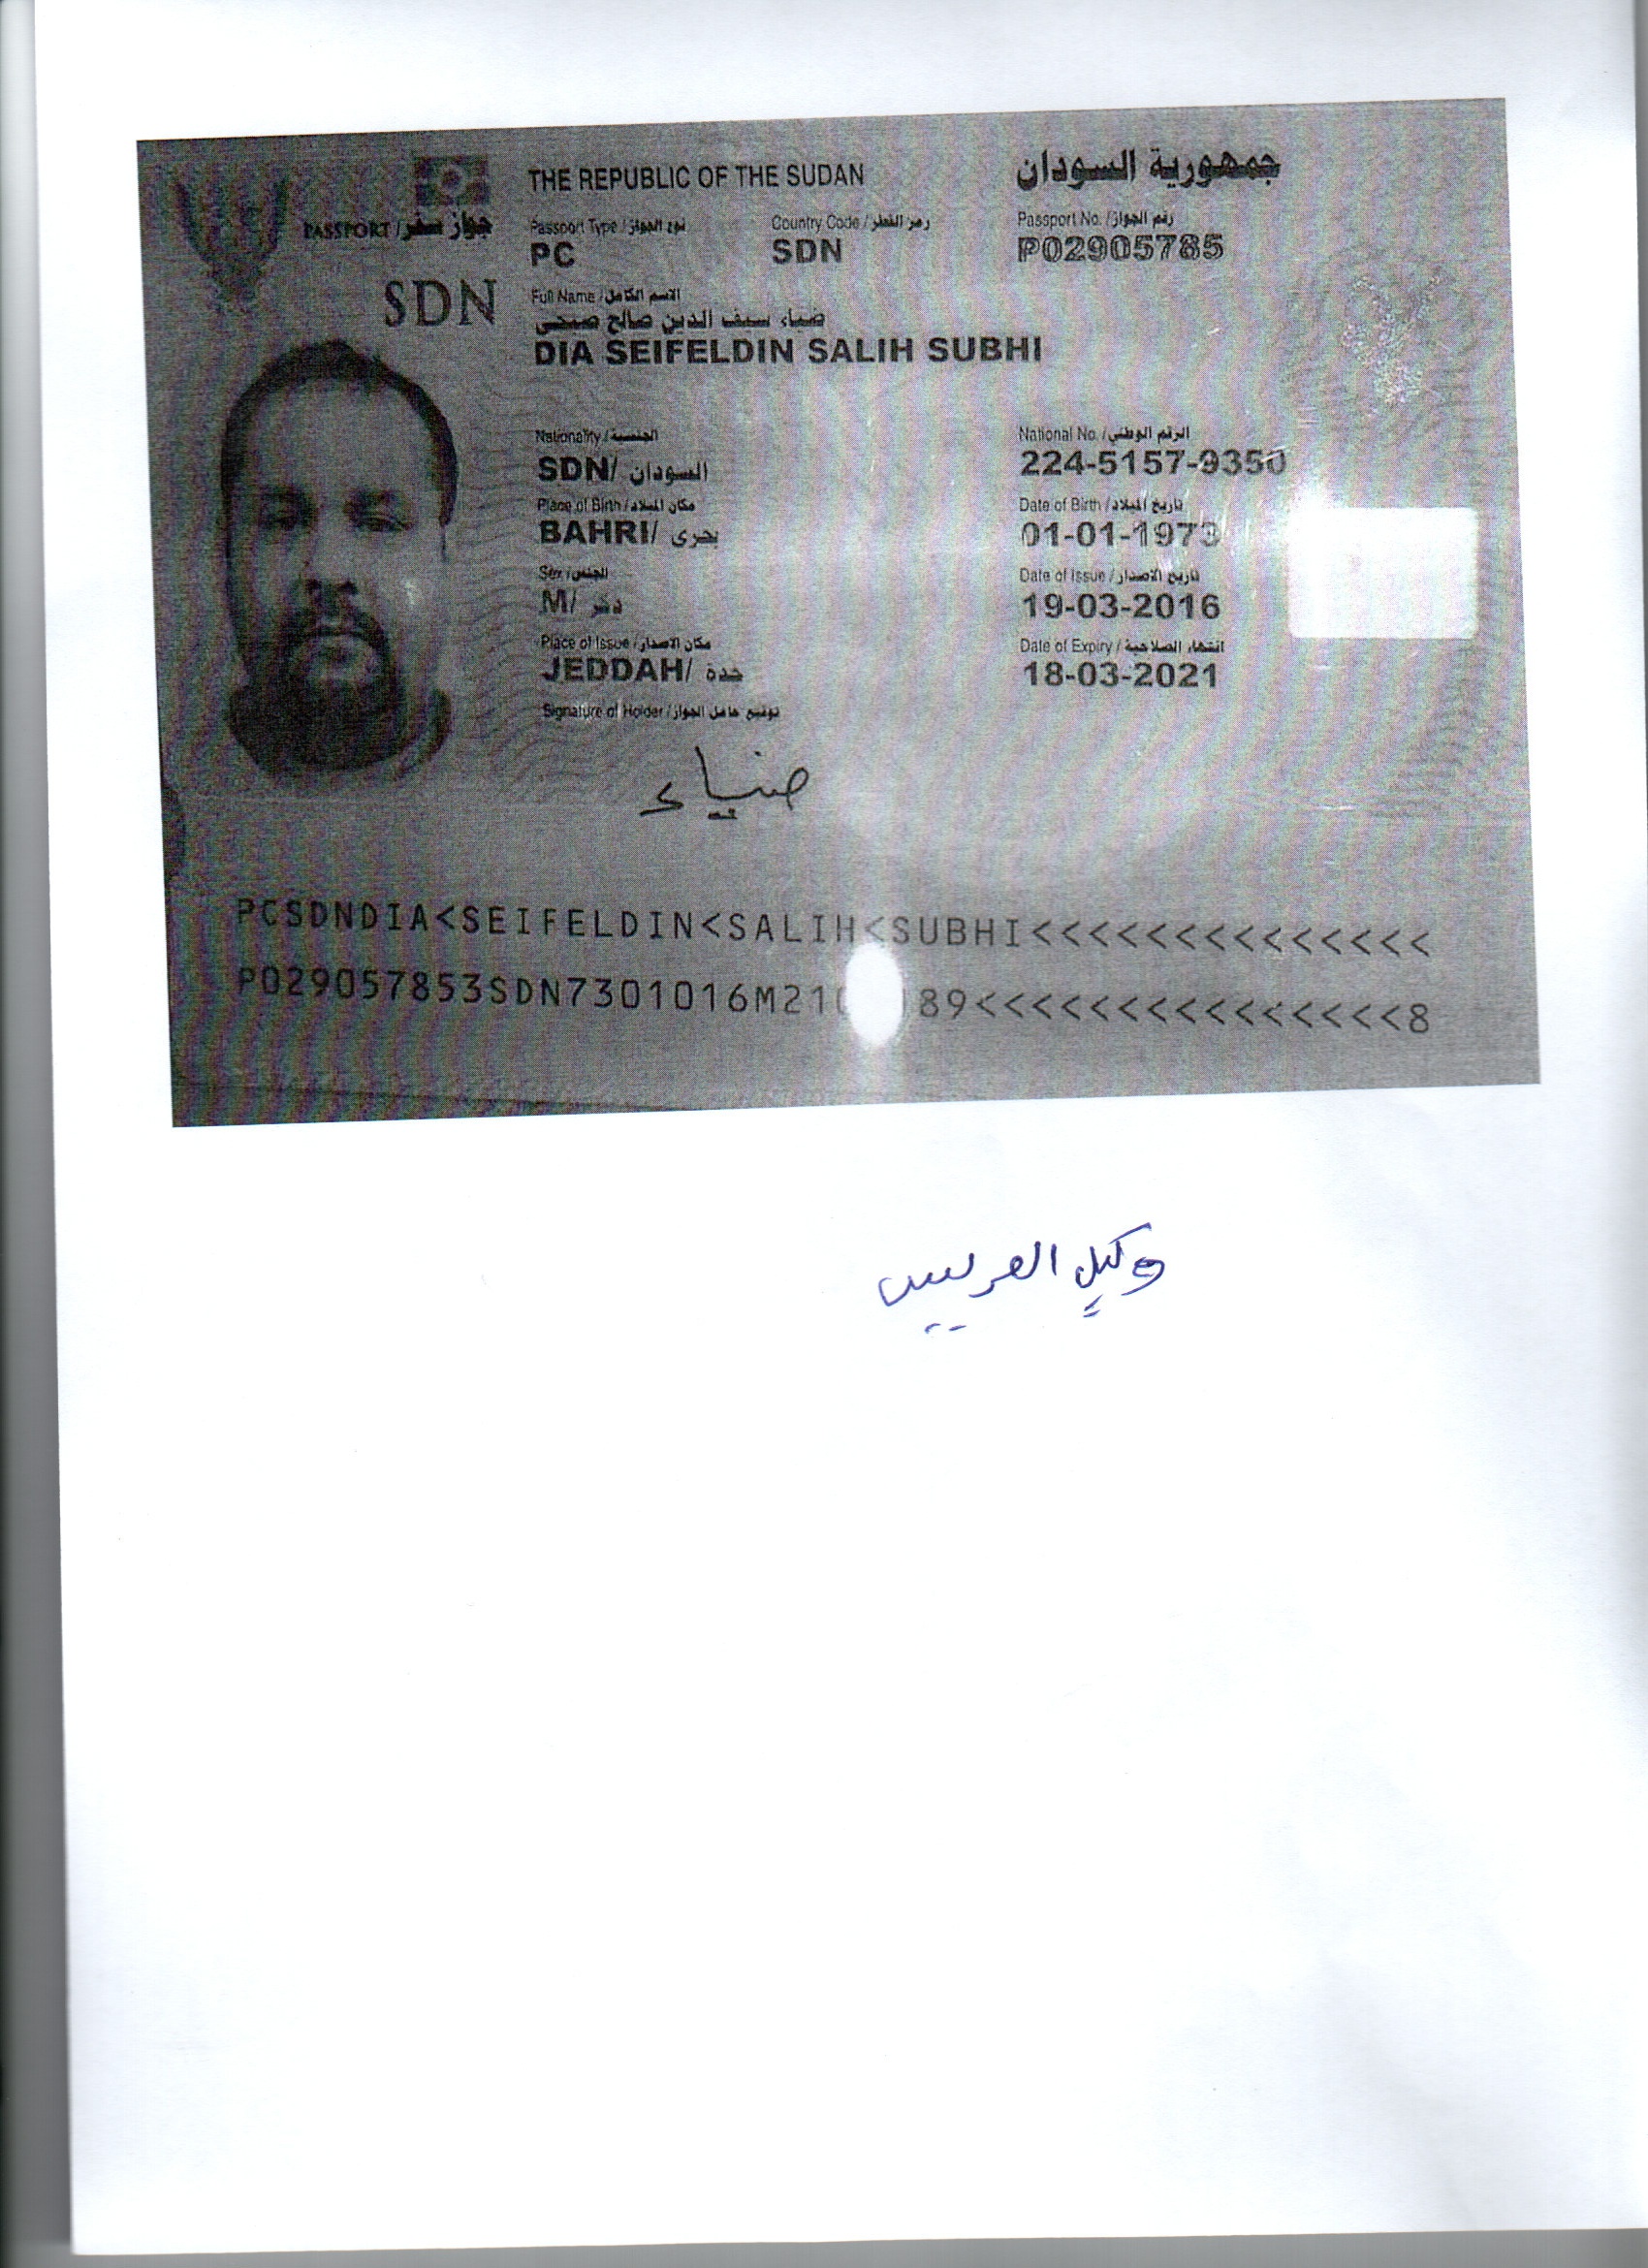 THE REPUBLIC OF THE SUDAN جمهورية السودان
PASSPORT / جواز سفر
Passport Type / نوع الجواز Country Code / رمز القطر Passport No. / رقم الجواز
PC SDN P02905785
SDN
Full Name / الاسم الكامل
ضياء سيف الدين صالح صبحى
DIA SEIFELDIN SALIH SUBHI
Nationality / الجنسية National No. / الرقم الوطني
SDN/ السودان 224-5157-9350
Place of Birth / مكان الميلاد Date of Birth / تاريخ الميلاد
BAHRI/ بحرى 01-01-1973
Sex / الجنس Date of Issue / تاريخ الاصدار
M/ ذكر 19-03-2016
Place of Issue / مكان الاصدار Date of Expiry / انتهاء الصلاحية
JEDDAH/ جدة 18-03-2021
Signature of Holder / توقيع حامل الجواز
ضياء
PCSDNDIA<SEIFELDIN<SALIH<SUBHI<<<<<<<<<<<<<<
P029057853SDN7301016M21 89<<<<<<<<<<<<<<<8
وكيل العريس